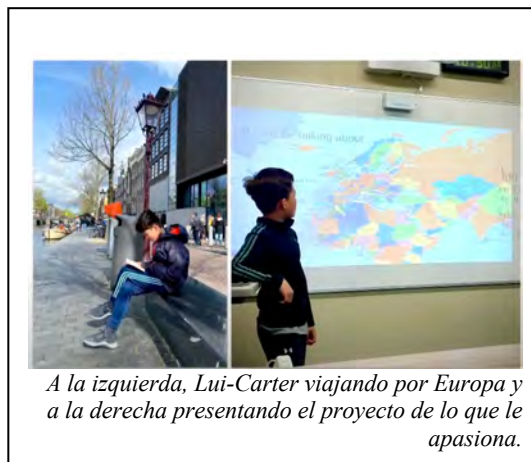 A la izquierda, Lui-Carter viajando por Europa y
a la derecha presentando el proyecto de lo que le
apasiona.